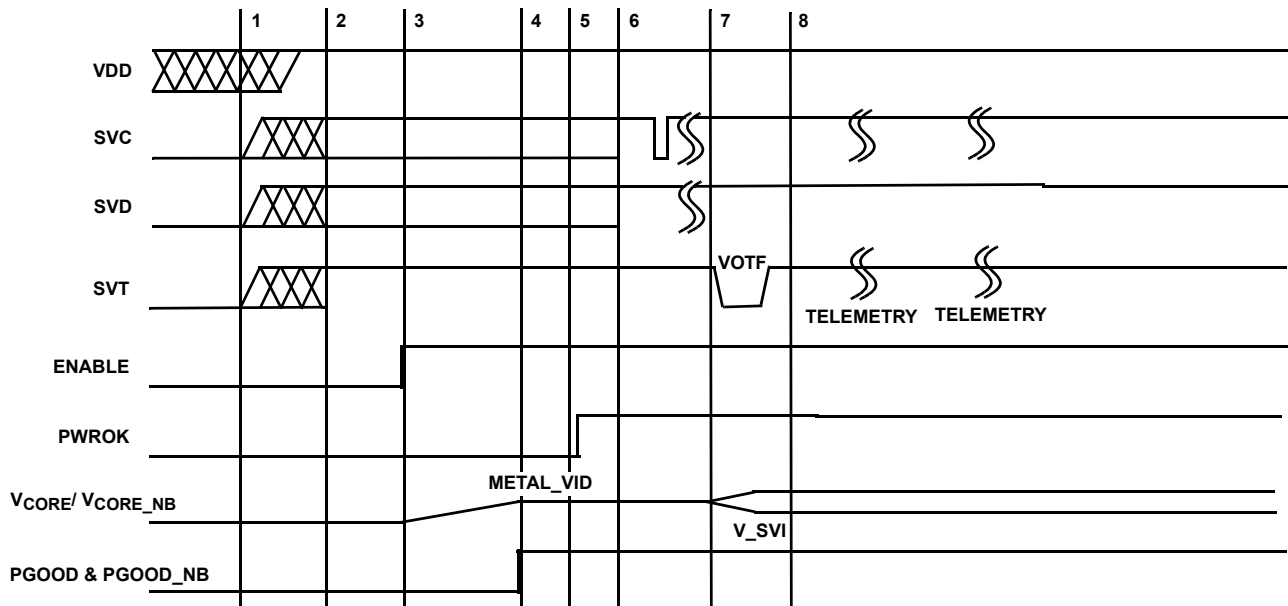 1 2 3 4 5 6 7 8
VDD
SVC
SVD
SVT
VOTF
TELEMETRY TELEMETRY
ENABLE
PWROK
METAL_VID
VCORE/ VCORE_NB
V_SVI
PGOOD & PGOOD_NB